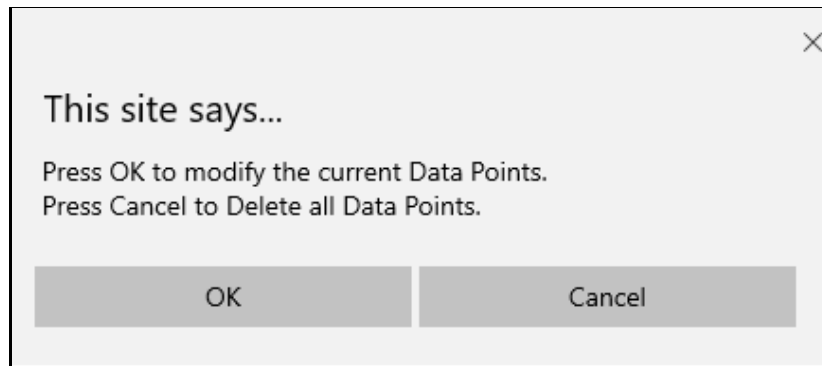 This site says...
Press OK to modify the current Data Points.
Press Cancel to Delete all Data Points.
OK
Cancel